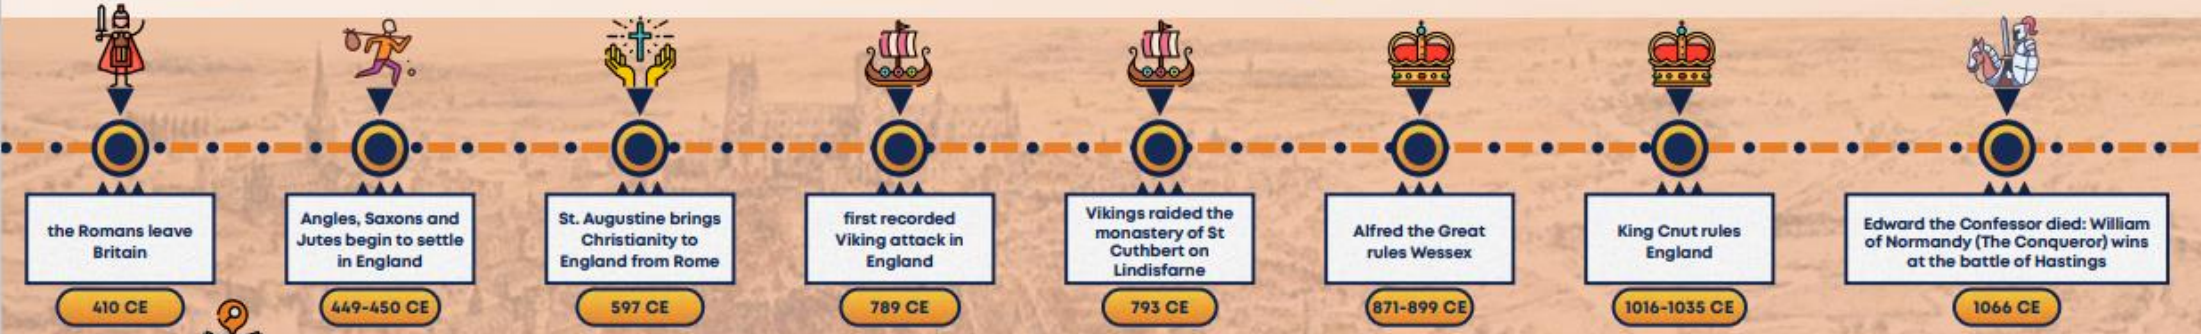 the Romans leave
Britain
410 CE
Angles, Saxons and
Jutes begin to settle
in England
449-450 CE
St. Augustine brings
Christianity to
England from Rome
597 CE
first recorded
Viking attack in
England
789 CE
Vikings raided the
monastery of St
Cuthbert on
Lindisfarne
793 CE
Alfred the Great
rules Wessex
871-899 CE
King Cnut rules
England
1016-1035 CE
Edward the Confessor died: William
of Normandy (The Conqueror) wins
at the battle of Hastings
1066 CE